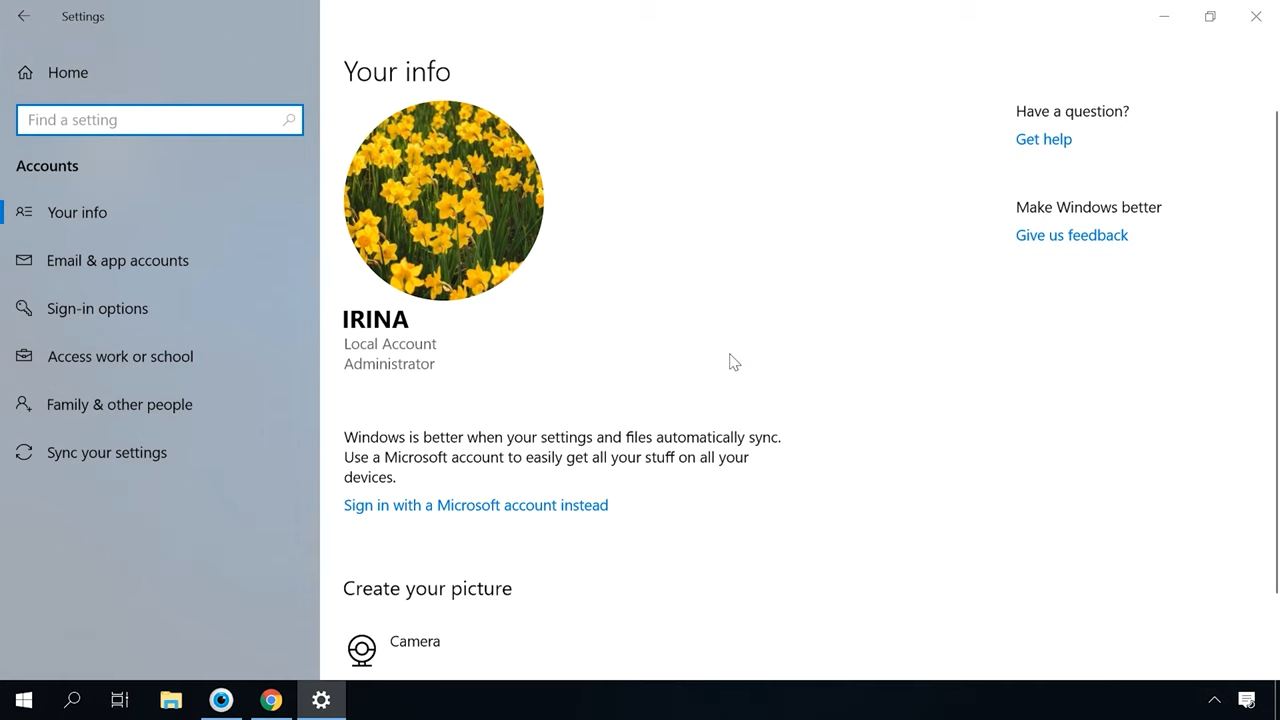 Settings
Home
Find a setting
Accounts
Your info
Email & app accounts
Sign-in options
Access work or school
Family & other people
Sync your settings
Your info
IRINA
Local Account
Administrator
Windows is better when your settings and files automatically sync.
Use a Microsoft account to easily get all your stuff on all your
devices.
Sign in with a Microsoft account instead
Create your picture
Camera
Have a question?
Get help
Make Windows better
Give us feedback